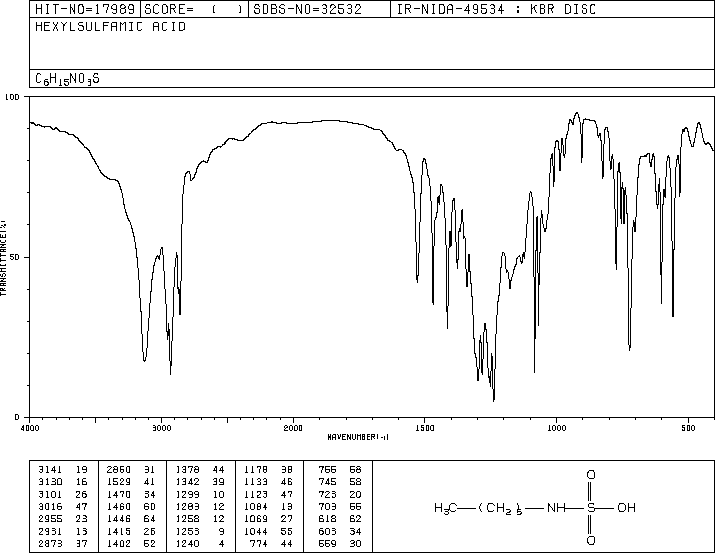 HIT-NO=17989 SCORE= ( ) SDBS-NO=32532 IR-NIDA-49534 : KBR DISC
HEXYLSULFAMIC ACID
C6H15NO3S
100
50
0
TRANSMITTANCE(%)
4000 3000 2000 1500 1000 500
WAVENUMBER(-1)
3141 19 2860 31 1378 44 1178 38 755 58
3130 16 1529 41 1342 39 1133 46 745 58
3101 26 1470 34 1299 10 1123 47 723 20
3016 47 1460 60 1283 12 1084 13 703 55
2955 23 1446 64 1258 12 1069 27 618 62
2931 13 1415 26 1253 9 1044 55 603 34
2873 37 1402 52 1240 4 774 44 559 30
O
H3C (CH2)5 NH S OH
O